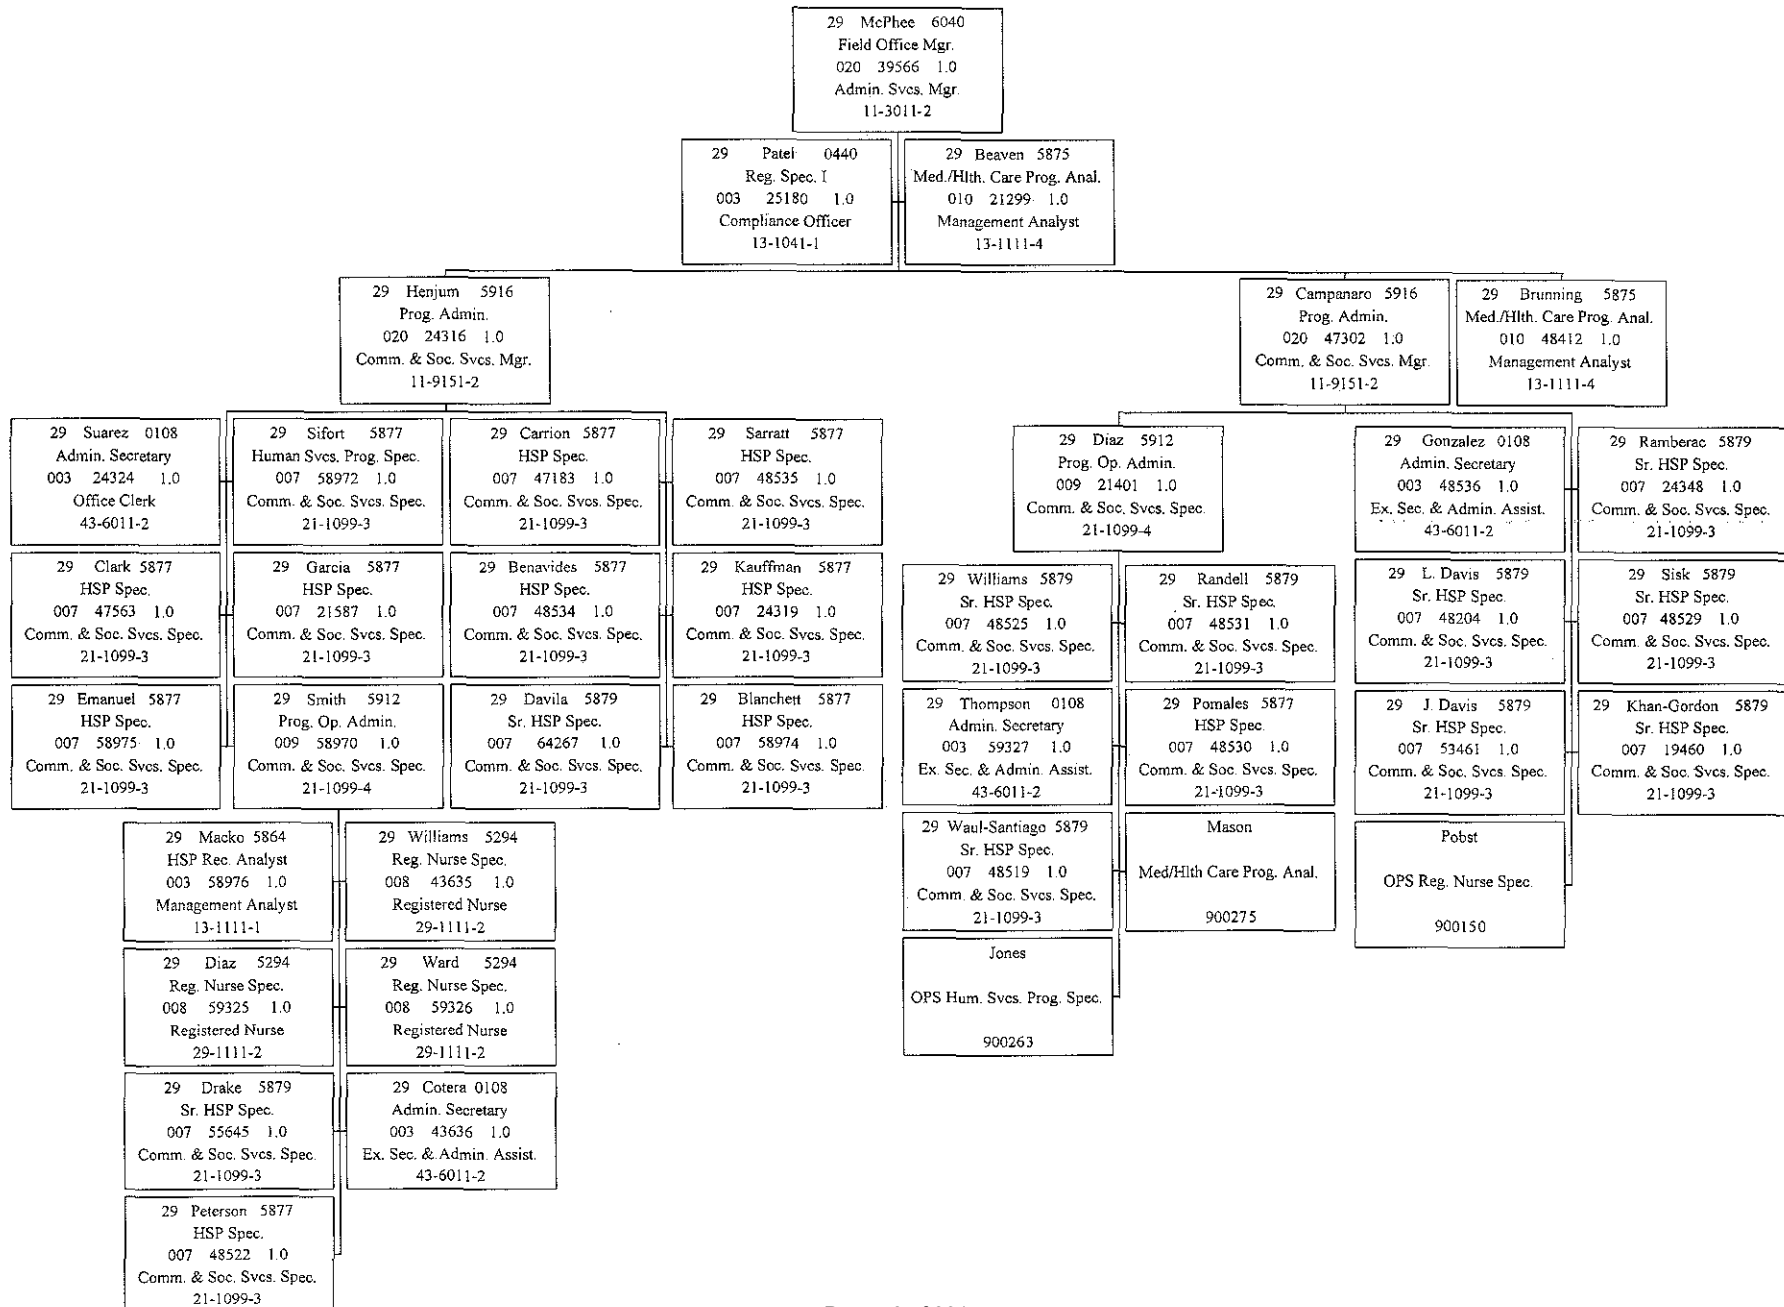 29 McPhee 6040
Field Office Mgr.
020 39566 1.0
Admin. Svcs. Mgr.
11-3011-2
29 Patel 0440
Reg. Spec. I
003 25180 1.0
Compliance Officer
13-1041-1
29 Beaven 5875
Med./Hlth. Care Prog. Anal.
010 21299 1.0
Management Analyst
13-1111-4
29 Henjum 5916
Prog. Admin.
020 24316 1.0
Comm. & Soc. Svcs. Mgr.
11-9151-2
29 Campanaro 5916
Prog. Admin.
020 47302 1.0
Comm. & Soc. Svcs. Mgr.
11-9151-2
29 Brunning 5875
Med./Hlth. Care Prog. Anal.
010 48412 1.0
Management Analyst
13-1111-4
29 Suarez 0108
Admin. Secretary
003 24324 1.0
Office Clerk
43-6011-2
29 Sifort 5877
Human Svcs. Prog. Spec.
007 58972 1.0
Comm. & Soc. Svcs. Spec.
21-1099-3
29 Carrion 5877
HSP Spec.
007 47183 1.0
Comm. & Soc. Svcs. Spec.
21-1099-3
29 Sarratt 5877
HSP Spec.
007 48535 1.0
Comm. & Soc. Svcs. Spec.
21-1099-3
29 Clark 5877
HSP Spec.
007 47563 1.0
Comm. & Soc. Svcs. Spec.
21-1099-3
29 Garcia 5877
HSP Spec.
007 21587 1.0
Comm. & Soc. Svcs. Spec.
21-1099-3
29 Benavides 5877
HSP Spec.
007 48534 1.0
Comm. & Soc. Svcs. Spec.
21-1099-3
29 Kauffman 5877
HSP Spec.
007 24319 1.0
Comm. & Soc. Svcs. Spec.
21-1099-3
29 Emanuel 5877
HSP Spec.
007 58975 1.0
Comm. & Soc. Svcs. Spec.
21-1099-3
29 Smith 5912
Prog. Op. Admin.
009 58970 1.0
Comm. & Soc. Svcs. Spec.
21-1099-4
29 Davila 5879
Sr. HSP Spec.
007 64267 1.0
Comm. & Soc. Svcs. Spec.
21-1099-3
29 Blanchett 5877
HSP Spec.
007 58974 1.0
Comm. & Soc. Svcs. Spec.
21-1099-3
29 Macko 5864
HSP Rec. Analyst
003 58976 1.0
Management Analyst
13-1111-1
29 Williams 5294
Reg. Nurse Spec.
008 43635 1.0
Registered Nurse
29-1111-2
29 Diaz 5294
Reg. Nurse Spec.
008 59325 1.0
Registered Nurse
29-1111-2
29 Ward 5294
Reg. Nurse Spec.
008 59326 1.0
Registered Nurse
29-1111-2
29 Drake 5879
Sr. HSP Spec.
007 55645 1.0
Comm. & Soc. Svcs. Spec.
21-1099-3
29 Cotera 0108
Admin. Secretary
003 43636 1.0
Ex. Sec. & Admin. Assist.
43-6011-2
29 Peterson 5877
HSP Spec.
007 48522 1.0
Comm. & Soc. Svcs. Spec.
21-1099-3
29 Diaz 5912
Prog. Op. Admin.
009 21401 1.0
Comm. & Soc. Svcs. Spec.
21-1099-4
29 Williams 5879
Sr. HSP Spec.
007 48525 1.0
Comm. & Soc. Svcs. Spec.
21-1099-3
29 Randell 5879
Sr. HSP Spec.
007 48531 1.0
Comm. & Soc. Svcs. Spec.
21-1099-3
29 Thompson 0108
Admin. Secretary
003 59327 1.0
Ex. Sec. & Admin. Assist.
43-6011-2
29 Pomales 5877
HSP Spec.
007 48530 1.0
Comm. & Soc. Svcs. Spec.
21-1099-3
29 Waul-Santiago 5879
Sr. HSP Spec.
007 48519 1.0
Comm. & Soc. Svcs. Spec.
21-1099-3
Mason
Med/Hlth Care Prog. Anal.
900275
Jones
OPS Hum. Svcs. Prog. Spec.
900263
29 Gonzalez 0108
Admin. Secretary
003 48536 1.0
Ex. Sec. & Admin. Assist.
43-6011-2
29 Ramberac 5879
Sr. HSP Spec.
007 24348 1.0
Comm. & Soc. Svcs. Spec.
21-1099-3
29 L. Davis 5879
Sr. HSP Spec.
007 48204 1.0
Comm. & Soc. Svcs. Spec.
21-1099-3
29 Sisk 5879
Sr. HSP Spec.
007 48529 1.0
Comm. & Soc. Svcs. Spec.
21-1099-3
29 J. Davis 5879
Sr. HSP Spec.
007 53461 1.0
Comm. & Soc. Svcs. Spec.
21-1099-3
29 Khan-Gordon 5879
Sr. HSP Spec.
007 19460 1.0
Comm. & Soc. Svcs. Spec.
21-1099-3
Pobst
OPS Reg. Nurse Spec.
900150